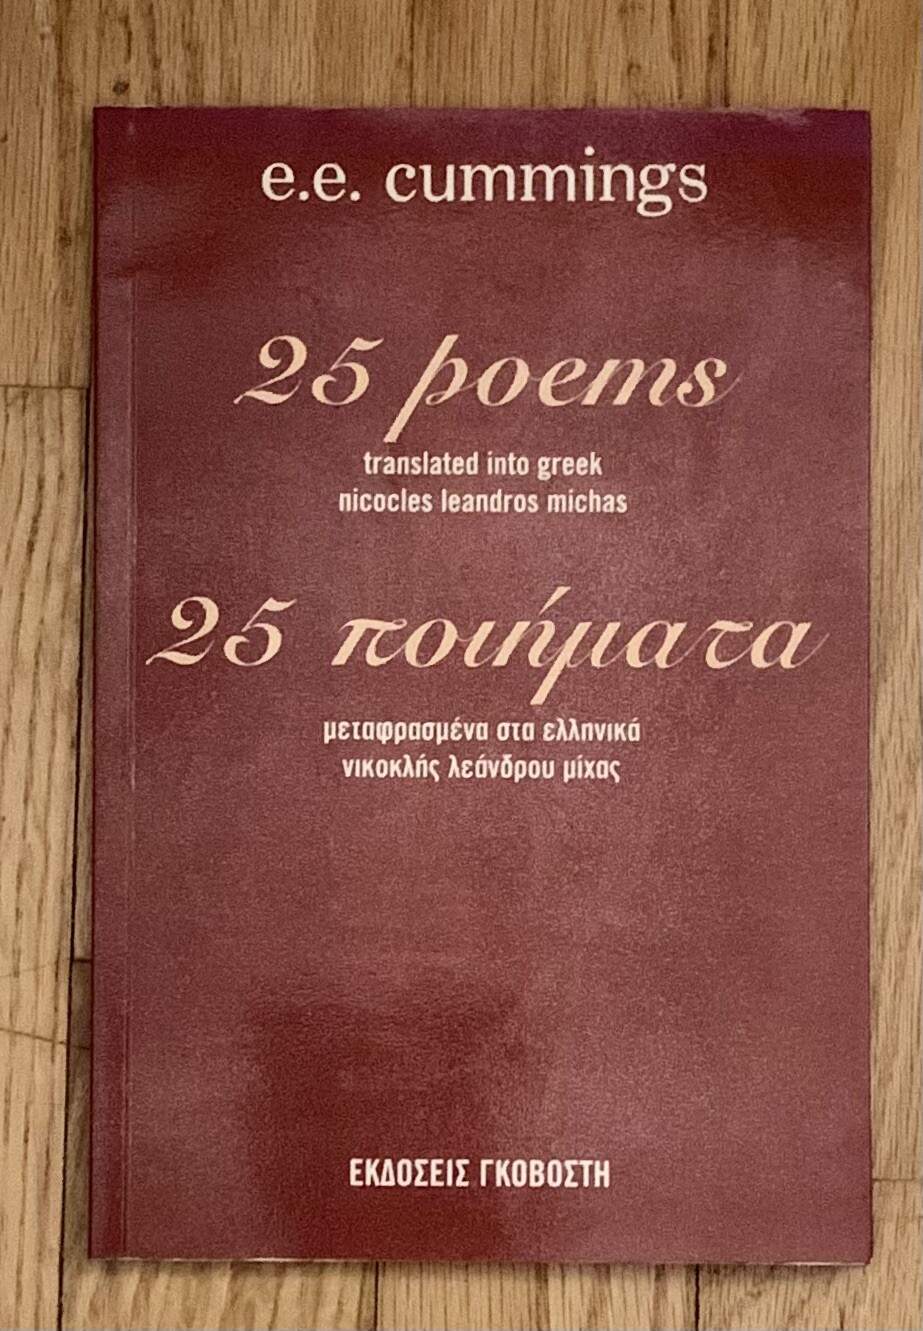 e.e. cummings
25 poems
translated into greek
nicocles leandros michas
25 ποιήματα
μεταφρασμένα στα ελληνικά
νικοκλής λεάνδρου μίχας
ΕΚΔΟΣΕΙΣ ΓΚΟΒΟΣΤΗ